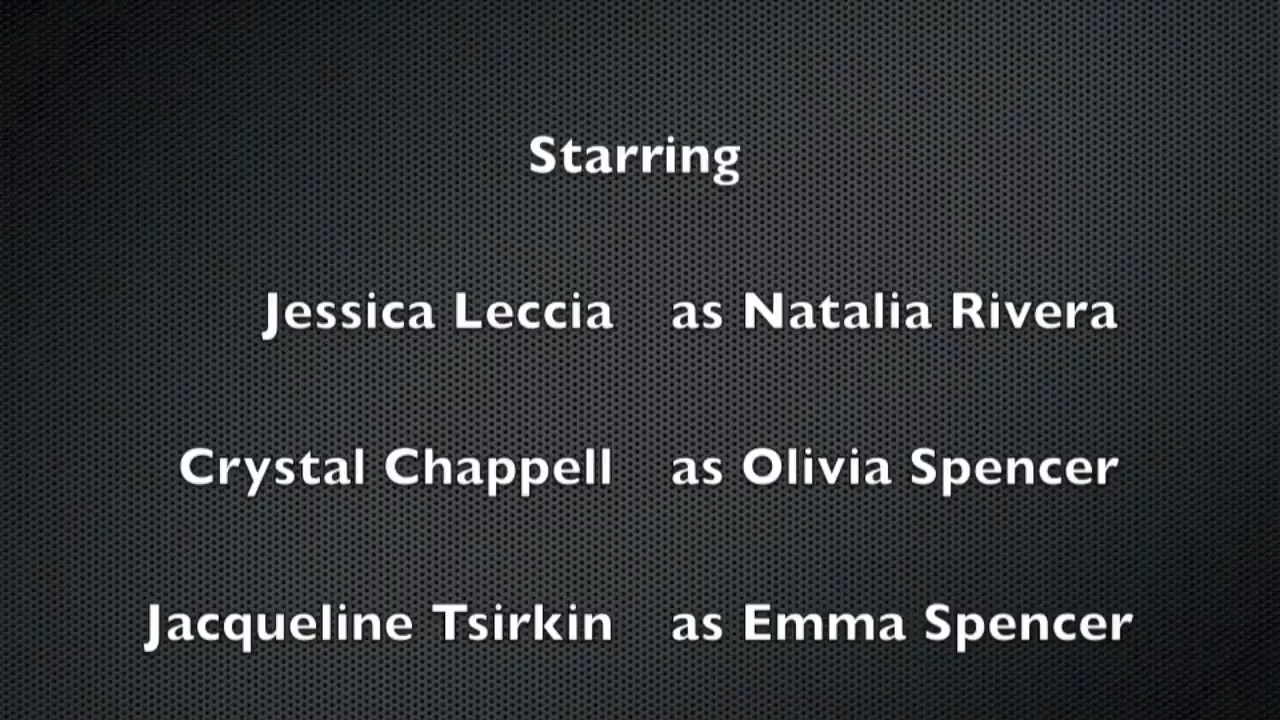 Starring
Jessica Leccia as Natalia Rivera
Crystal Chappell as Olivia Spencer
Jacqueline Tsirkin as Emma Spencer